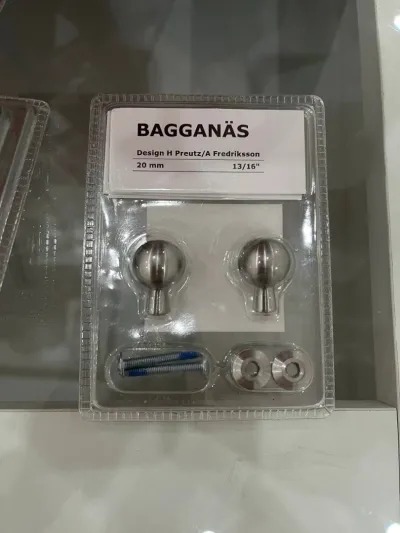 BAGGANÄS
Design H Preutz/A Fredriksson
20 mm 13/16"